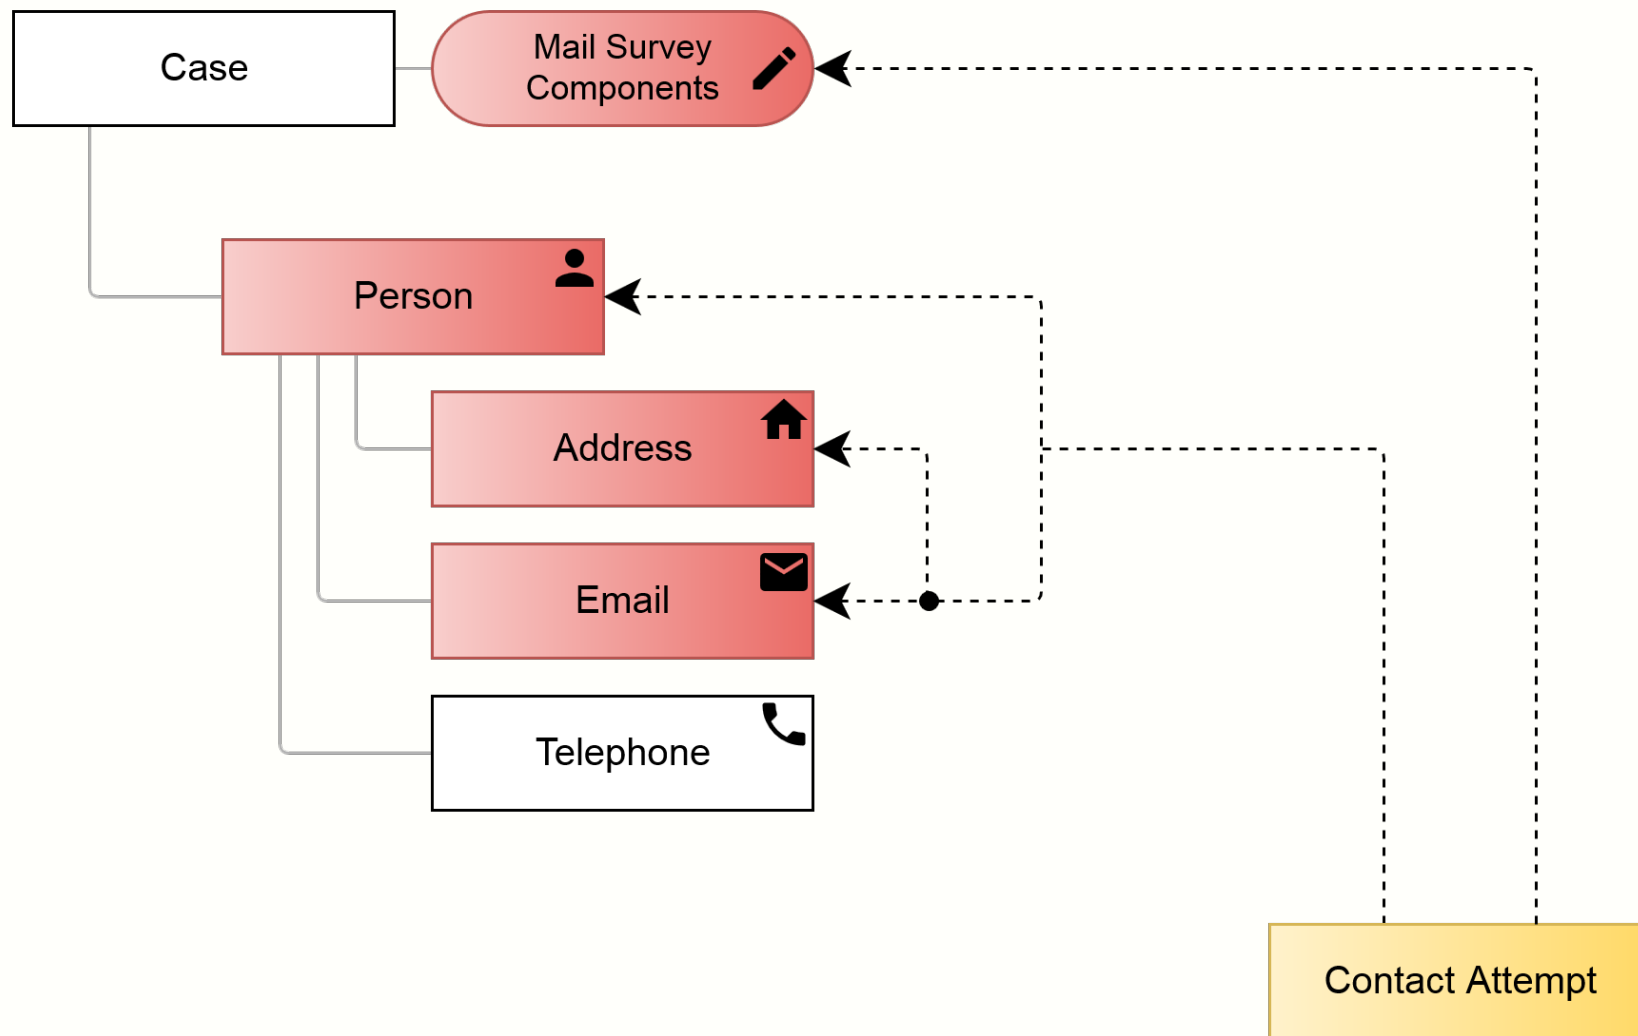 Case
Mail Survey
Components
Person
Address
Email
Telephone
Contact Attempt